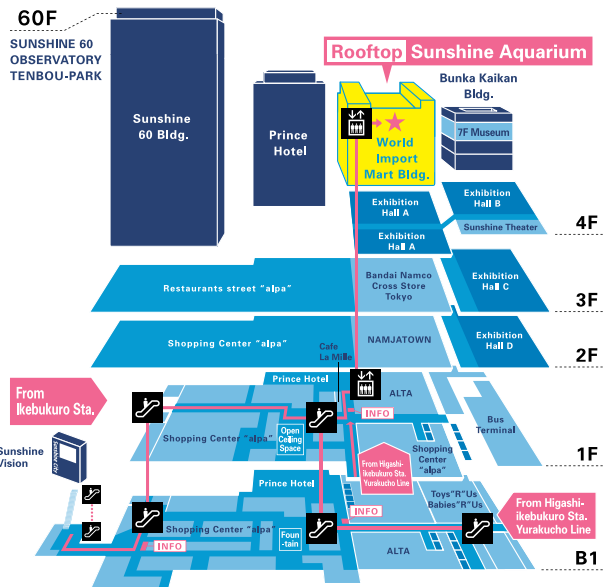 60F
SUNSHINE 60
OBSERVATORY
TENBOU-PARK
Sunshine
60 Bldg.
Prince
Hotel
Rooftop Sunshine Aquarium
World
Import
Mart Bldg.
Bunka Kaikan
Bldg.
7F Museum
Exhibition
Hall A
Exhibition
Hall B
Sunshine Theater
Exhibition
Hall A
4F
Restaurants street "alpa"
Bandai Namco
Cross Store
Tokyo
Exhibition
Hall C
3F
Shopping Center "alpa"
Cafe
La Mille
NAMJATOWN
Exhibition
Hall D
2F
From
Ikebukuro Sta.
Prince Hotel
ALTA
INFO
Shopping Center "alpa"
Open
Ceiling
Space
Bus
Terminal
Shopping
Center
"alpa"
From Higashi-
ikebukuro Sta.
Yurakucho Line
1F
Sunshine
Vision
Sunshine city
Prince Hotel
Toys"R"Us
Babies"R"Us
From Higashi-
ikebukuro Sta.
Yurakucho Line
Shopping Center "alpa"
INFO
Foun
-tain
INFO
ALTA
B1